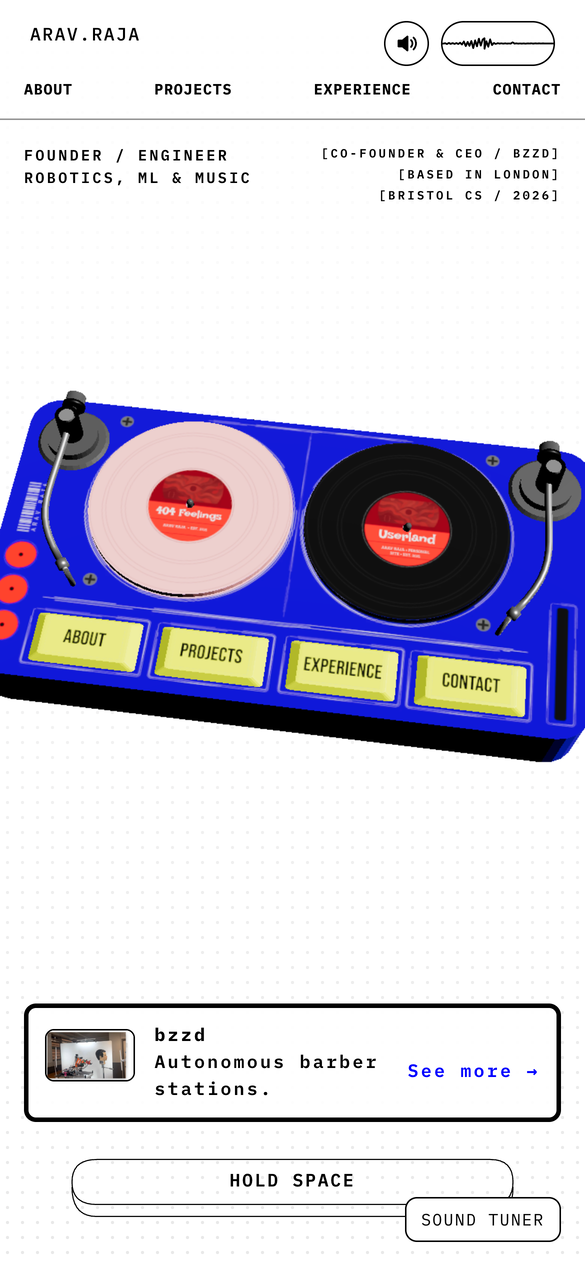 ARAV.RAJA
ABOUT PROJECTS EXPERIENCE CONTACT
FOUNDER / ENGINEER
ROBOTICS, ML & MUSIC
[CO-FOUNDER & CEO / BZZD]
[BASED IN LONDON]
[BRISTOL CS / 2026]
404 Feelings
Userland
ARAV RAJA
ABOUT
PROJECTS
EXPERIENCE
CONTACT
bzzd
Autonomous barber
stations.
See more →
HOLD SPACE
SOUND TUNER